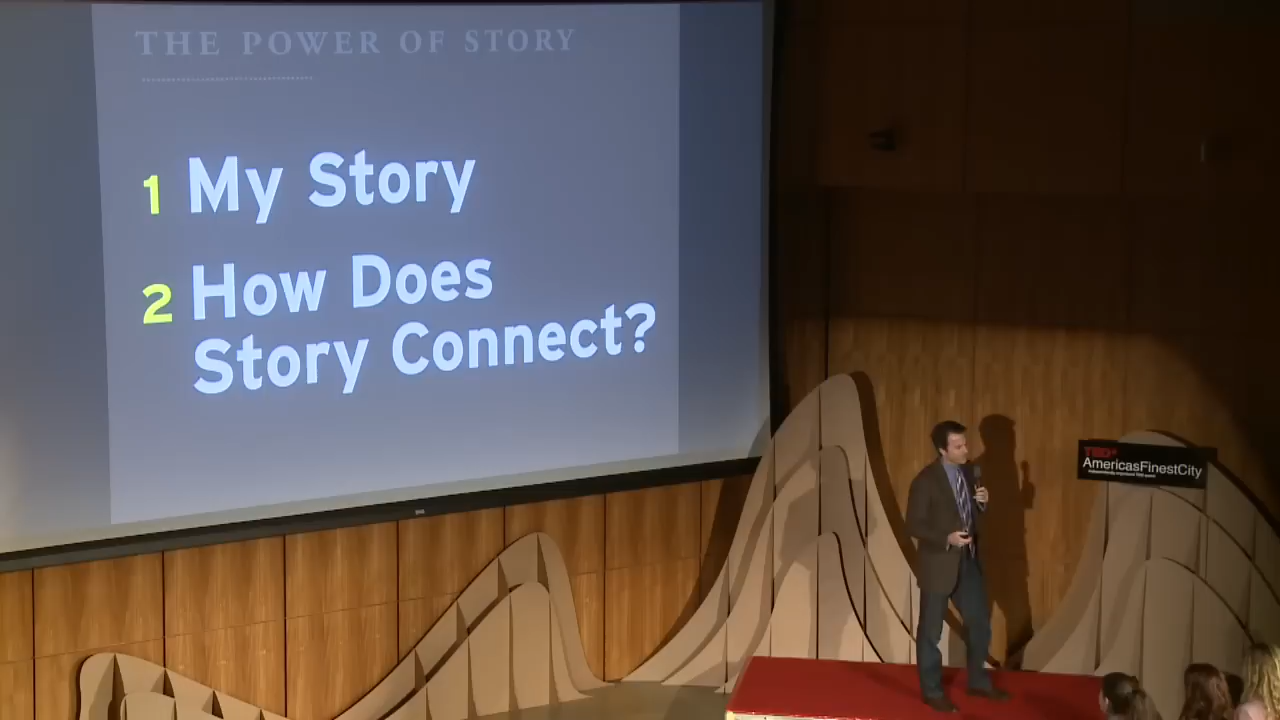 THE POWER OF STORY
1 My Story
2 How Does
Story Connect?
TEDx
AmericasFinestCity